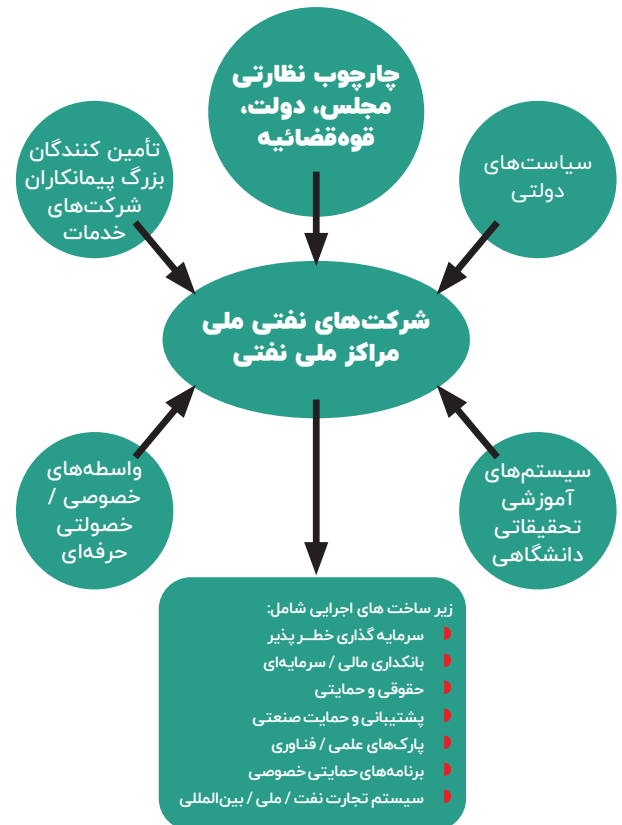 چارچوب نظارتی
مجلس، دولت،
قوه‌قضائیه
سیاست‌های
دولتی
تأمین کنندگان
بزرگ پیمانکاران
شرکت‌های
خدمات
شرکت‌های نفتی ملی
مراکز ملی نفتی
سیستم‌های
آموزشی
تحقیقاتی
دانشگاهی
واسطه‌های
خصوصی /
خصولتی
حرفه‌ای
زیر ساخت های اجرایی شامل:
سرمایه گذاری خطــر پذیر
بانکداری مالی / سرمایه‌ای
حقوقی و حمایتی
پشتیبانی و حمایت صنعتی
پارک‌های علمی / فناوری
برنامه‌های حمایتی خصوصی
سیستم تجارت نفت / ملی / بین‌المللی